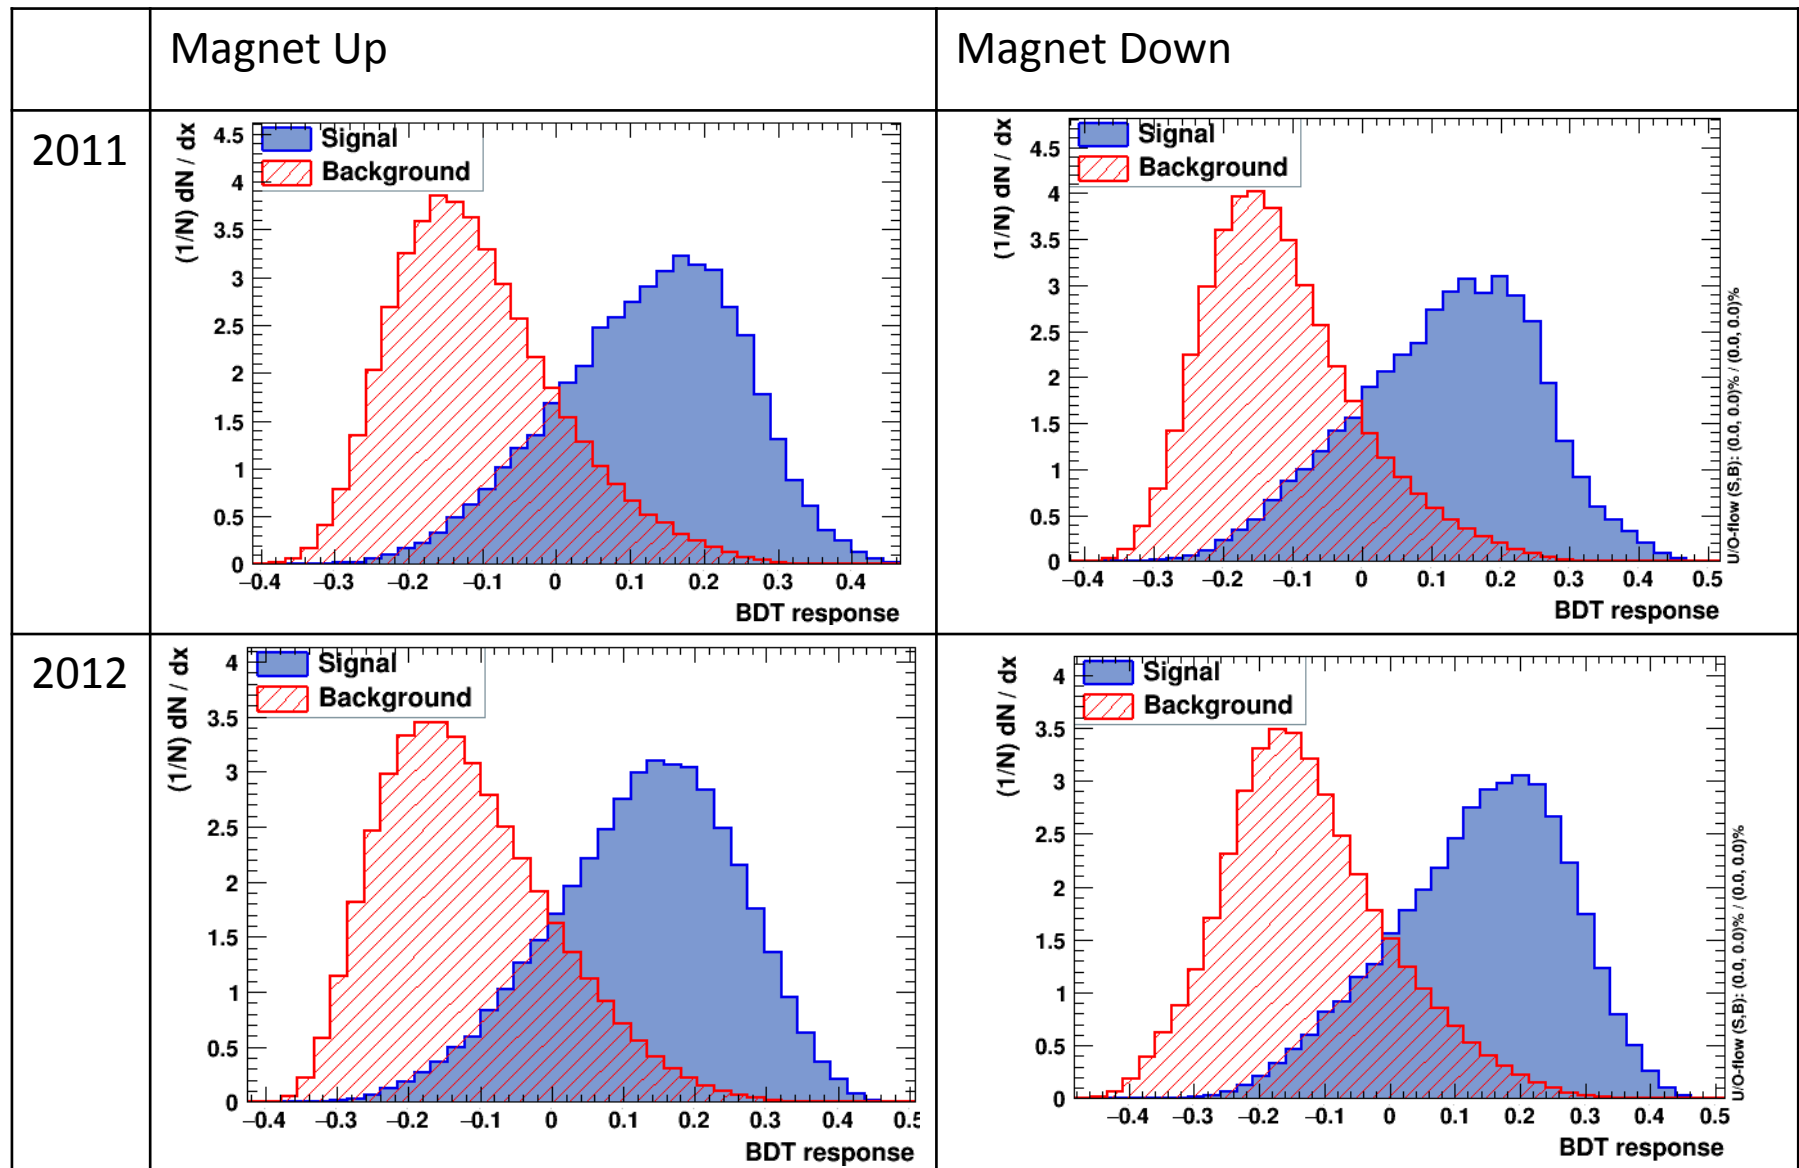 Magnet Up
Magnet Down
2011
(1/N) dN / dx
Signal
Background
4.5
4
3.5
3
2.5
2
1.5
1
0.5
0
−0.4 −0.3 −0.2 −0.1 0 0.1 0.2 0.3 0.4
BDT response
(1/N) dN / dx
Signal
Background
4.5
4
3.5
3
2.5
2
1.5
1
0.5
0
−0.4 −0.3 −0.2 −0.1 0 0.1 0.2 0.3 0.4 0.5
BDT response
U/O-flow (S,B): (0.0, 0.0)% / (0.0, 0.0)%
2012
(1/N) dN / dx
Signal
Background
4
3.5
3
2.5
2
1.5
1
0.5
0
−0.4 −0.3 −0.2 −0.1 0 0.1 0.2 0.3 0.4 0.5
BDT response
(1/N) dN / dx
Signal
Background
4
3.5
3
2.5
2
1.5
1
0.5
0
−0.4 −0.3 −0.2 −0.1 0 0.1 0.2 0.3 0.4 0.5
BDT response
U/O-flow (S,B): (0.0, 0.0)% / (0.0, 0.0)%